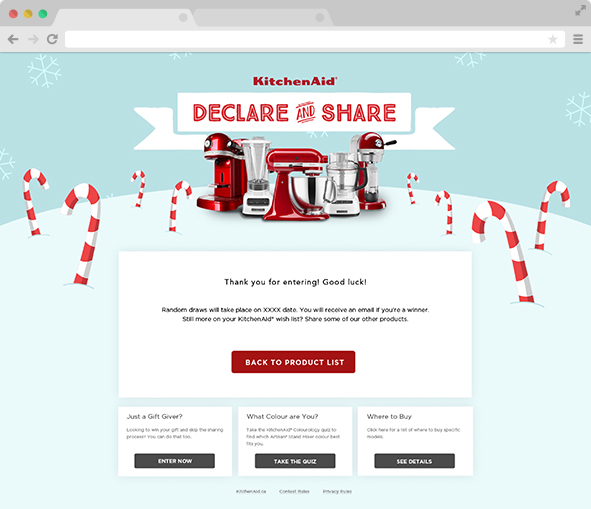 KitchenAid®
DECLARE AND SHARE
Thank you for entering! Good luck!
Random draws will take place on XXXX date. You will receive an email if you're a winner.
Still more on your KitchenAid® wish list? Share some of our other products.
BACK TO PRODUCT LIST
Just a Gift Giver?
Looking to win your gift and skip the sharing
process? You can do that too.
ENTER NOW
What Colour are You?
Take the KitchenAid® Colourology quiz to
find which Artisan® Stand Mixer colour best
fits you.
TAKE THE QUIZ
Where to Buy
Click here for a list of where to buy specific
models.
SEE DETAILS
KitchenAid.ca
Contest Rules
Privacy Rules